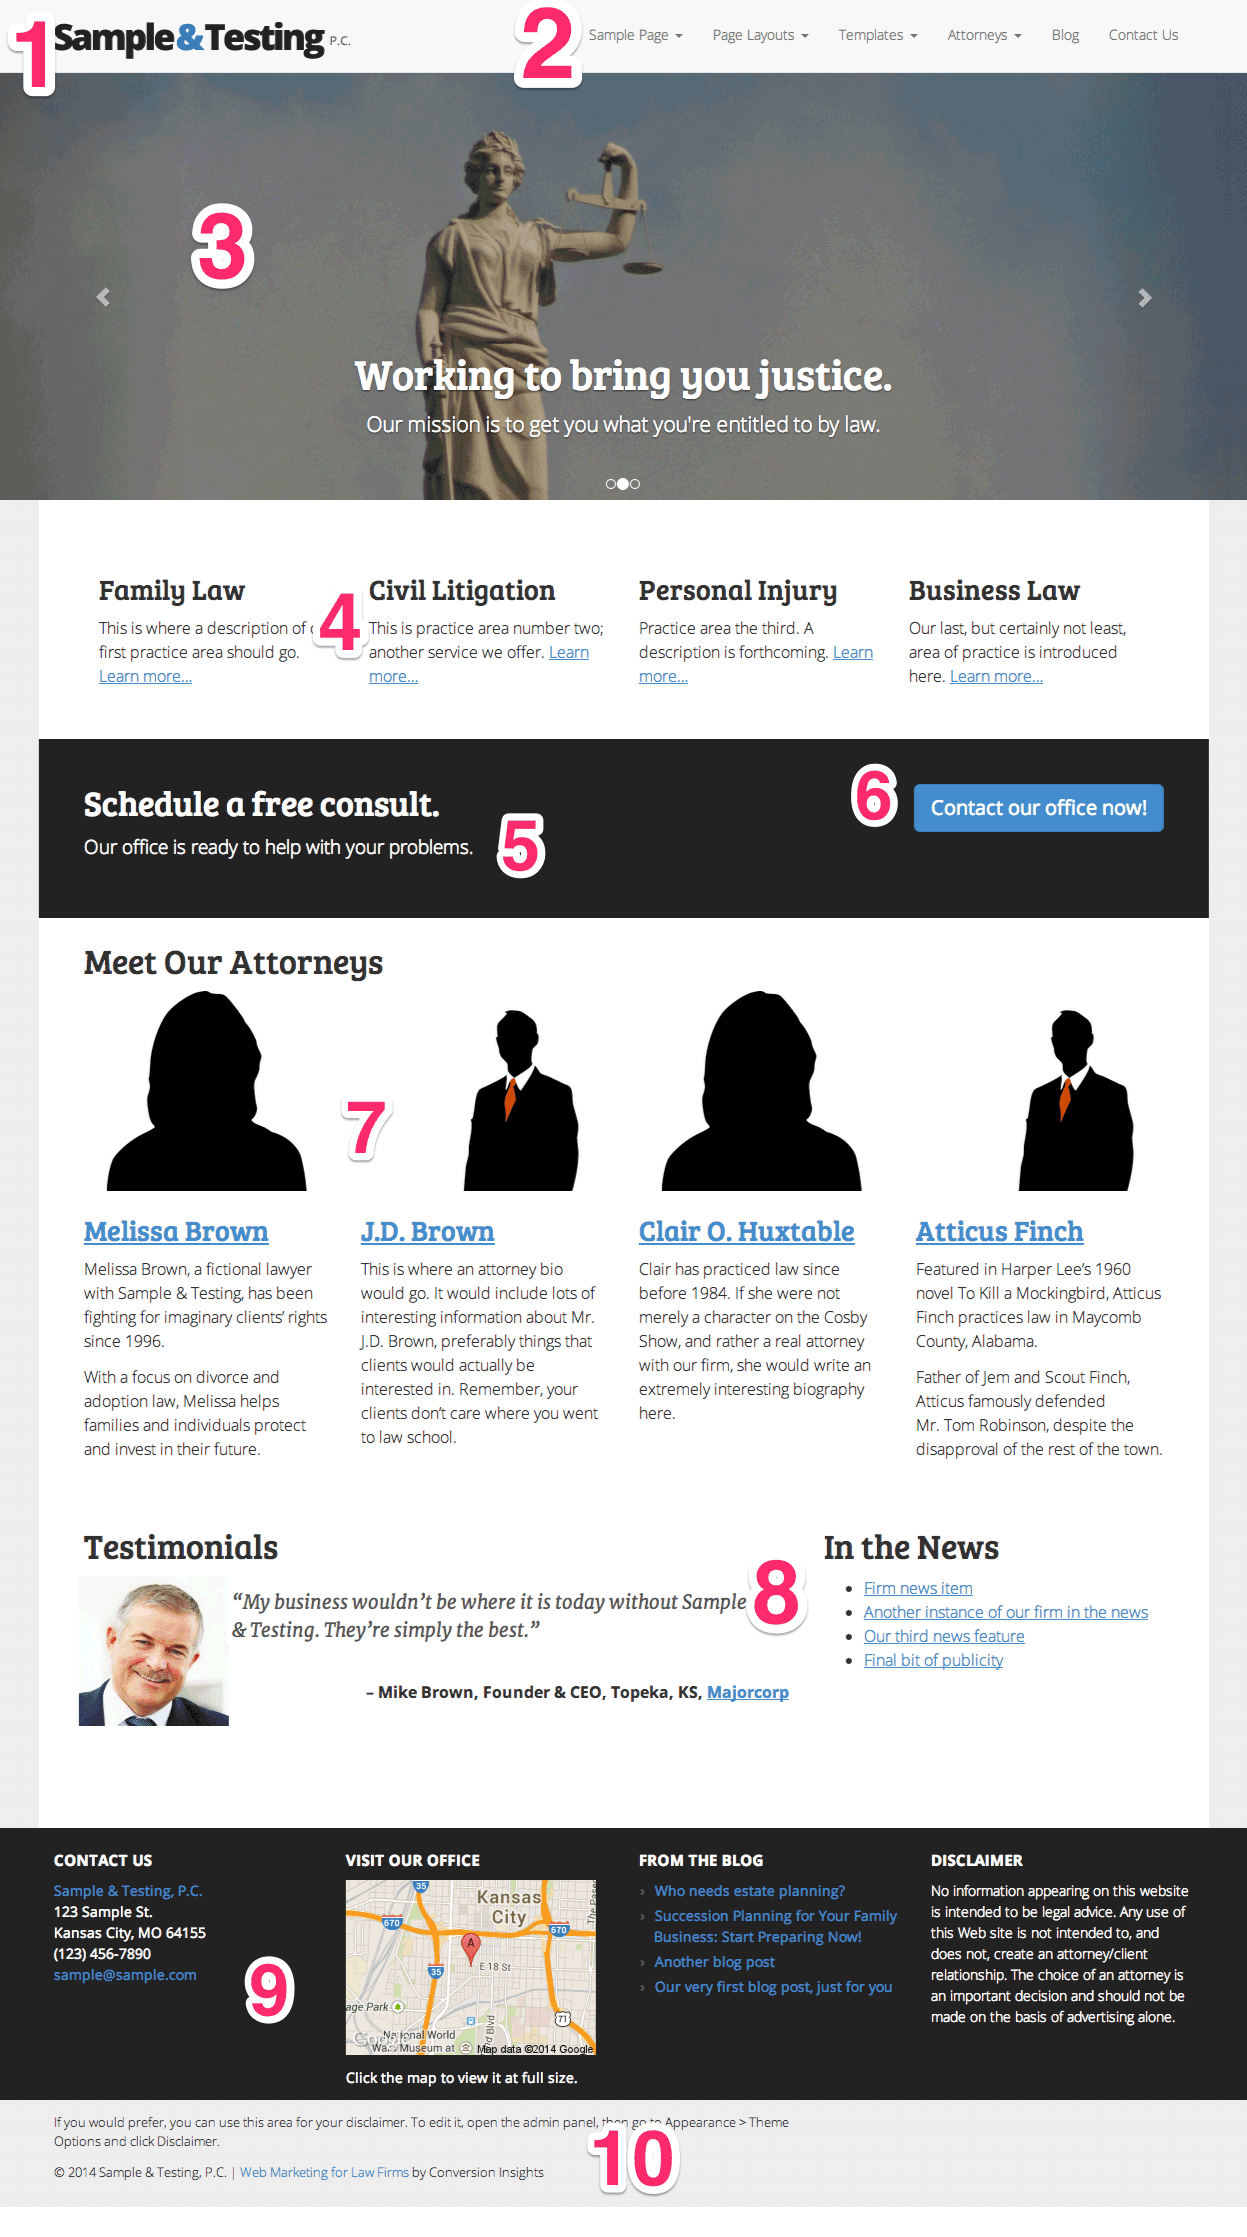 1
Sample&Testing P.C.
2
Sample Page
Page Layouts
Templates
Attorneys
Blog
Contact Us
3
Working to bring you justice.
Our mission is to get you what you're entitled to by law.
Family Law
This is where a description of
first practice area should go.
Learn more...
4
Civil Litigation
This is practice area number two;
another service we offer. Learn
more...
Personal Injury
Practice area the third. A
description is forthcoming. Learn
more...
Business Law
Our last, but certainly not least,
area of practice is introduced
here. Learn more...
Schedule a free consult.
Our office is ready to help with your problems.
5
6
Contact our office now!
Meet Our Attorneys
7
Melissa Brown
Melissa Brown, a fictional lawyer
with Sample & Testing, has been
fighting for imaginary clients’ rights
since 1996.
With a focus on divorce and
adoption law, Melissa helps
families and individuals protect
and invest in their future.
J.D. Brown
This is where an attorney bio
would go. It would include lots of
interesting information about Mr.
J.D. Brown, preferably things that
clients would actually be
interested in. Remember, your
clients don’t care where you went
to law school.
Clair O. Huxtable
Clair has practiced law since
before 1984. If she were not
merely a character on the Cosby
Show, and rather a real attorney
with our firm, she would write an
extremely interesting biography
here.
Atticus Finch
Featured in Harper Lee’s 1960
novel To Kill a Mockingbird, Atticus
Finch practices law in Maycomb
County, Alabama.
Father of Jem and Scout Finch,
Atticus famously defended
Mr. Tom Robinson, despite the
disapproval of the rest of the town.
Testimonials
“My business wouldn’t be where it is today without Sample
& Testing. They’re simply the best.”
– Mike Brown, Founder & CEO, Topeka, KS, Majorcorp
8
In the News
Firm news item
Another instance of our firm in the news
Our third news feature
Final bit of publicity
CONTACT US
Sample & Testing, P.C.
123 Sample St.
Kansas City, MO 64155
(123) 456-7890
sample@sample.com
9
VISIT OUR OFFICE
35
Kansas
City
The Pase
670
670
A
E 18 St
35
age Park
71
Google
National World
War Museum at
Blvd
Map data ©2014 Google
Click the map to view it at full size.
FROM THE BLOG
› Who needs estate planning?
› Succession Planning for Your Family
Business: Start Preparing Now!
› Another blog post
› Our very first blog post, just for you
DISCLAIMER
No information appearing on this website
is intended to be legal advice. Any use of
this Web site is not intended to, and
does not, create an attorney/client
relationship. The choice of an attorney is
an important decision and should not be
made on the basis of advertising alone.
If you would prefer, you can use this area for your disclaimer. To edit it, open the admin panel, then go to Appearance > Theme
Options and click Disclaimer.
10
© 2014 Sample & Testing, P.C. | Web Marketing for Law Firms by Conversion Insights